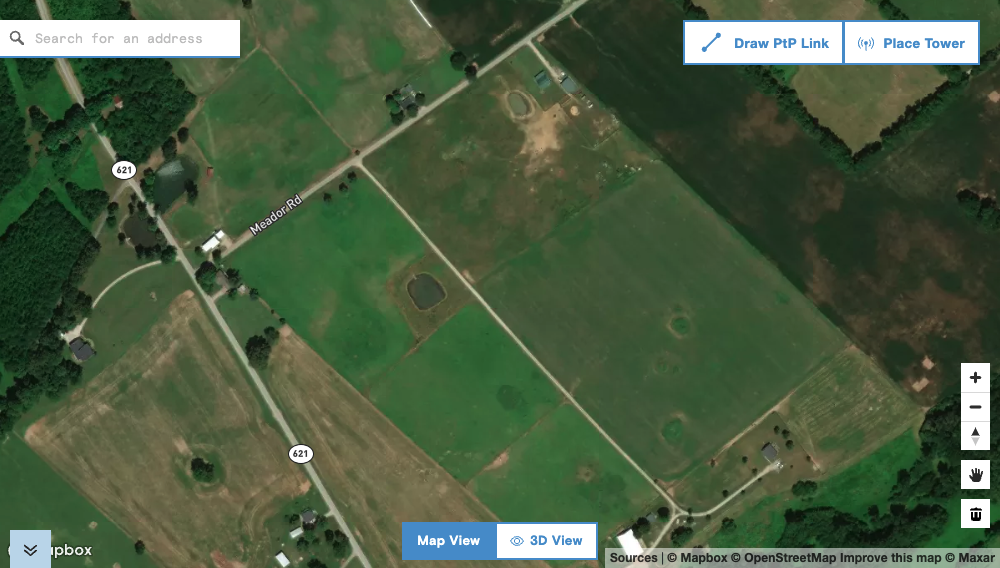 Search for an address
Draw PtP Link
Place Tower
621
Meador Rd
621
Map View
3D View
mapbox
Sources | © Mapbox © OpenStreetMap Improve this map © Maxar